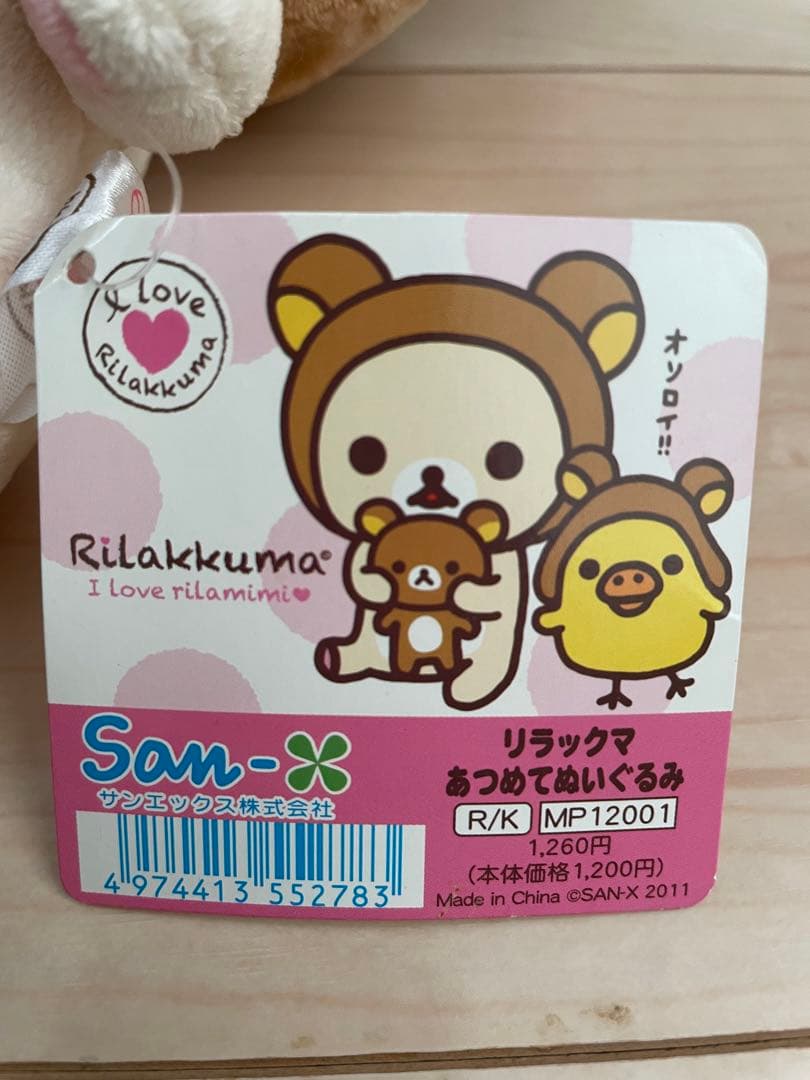 I Love
Rilakkuma
オソロイ!!
Rilakkuma®
I love rilamimi♥
San-X
サンエックス株式会社
4 974413 552783
リラックマ
あつめてぬいぐるみ
R/K MP12001
1,260円
(本体価格1,200円)
Made in China ©SAN-X 2011